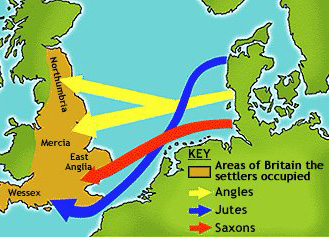 Northumbria
Mercia
East
Anglia
Wessex
KEY
Areas of Britain the
settlers occupied
Angles
Jutes
Saxons